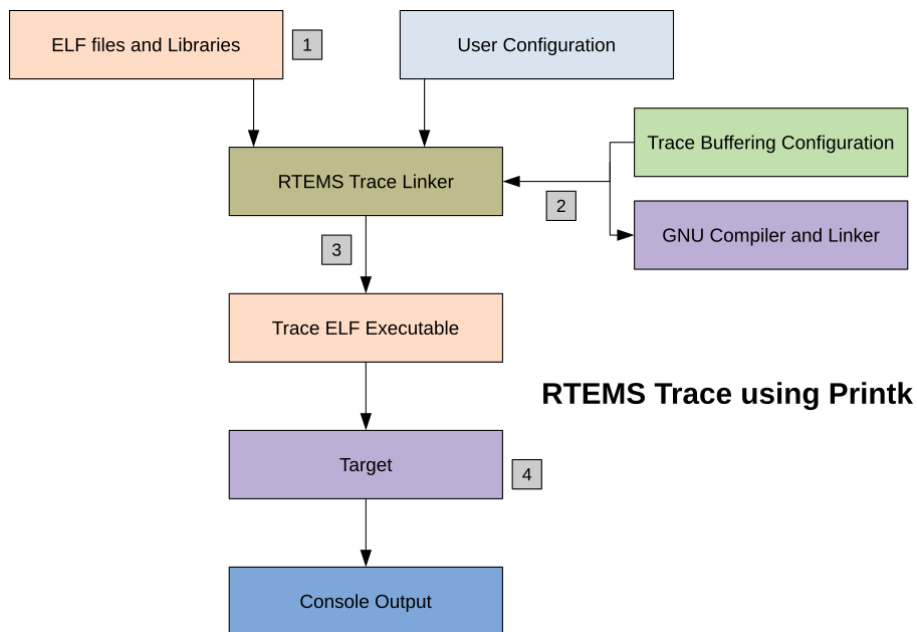 ELF files and Libraries
1
User Configuration
Trace Buffering Configuration
RTEMS Trace Linker
2
GNU Compiler and Linker
3
Trace ELF Executable
RTEMS Trace using Printk
Target
4
Console Output